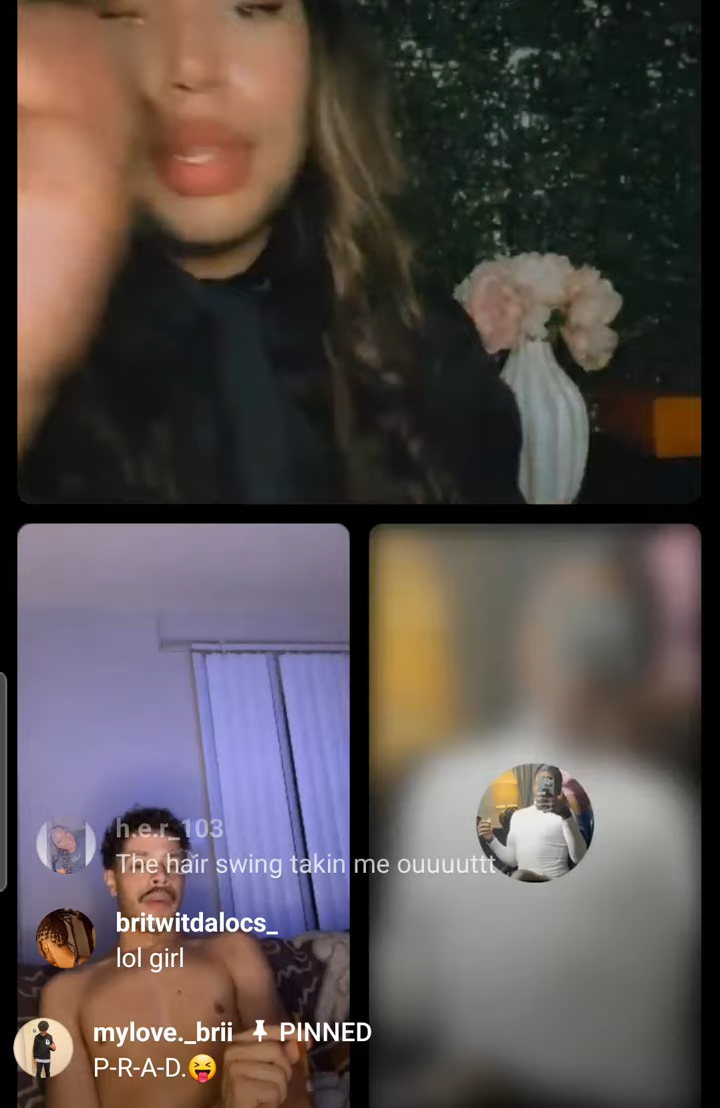 h.e.r_103
The hair swing takin me ouuuuttt
britwitdalocs_
lol girl
mylove._brii 📌 PINNED
P-R-A-D.😝